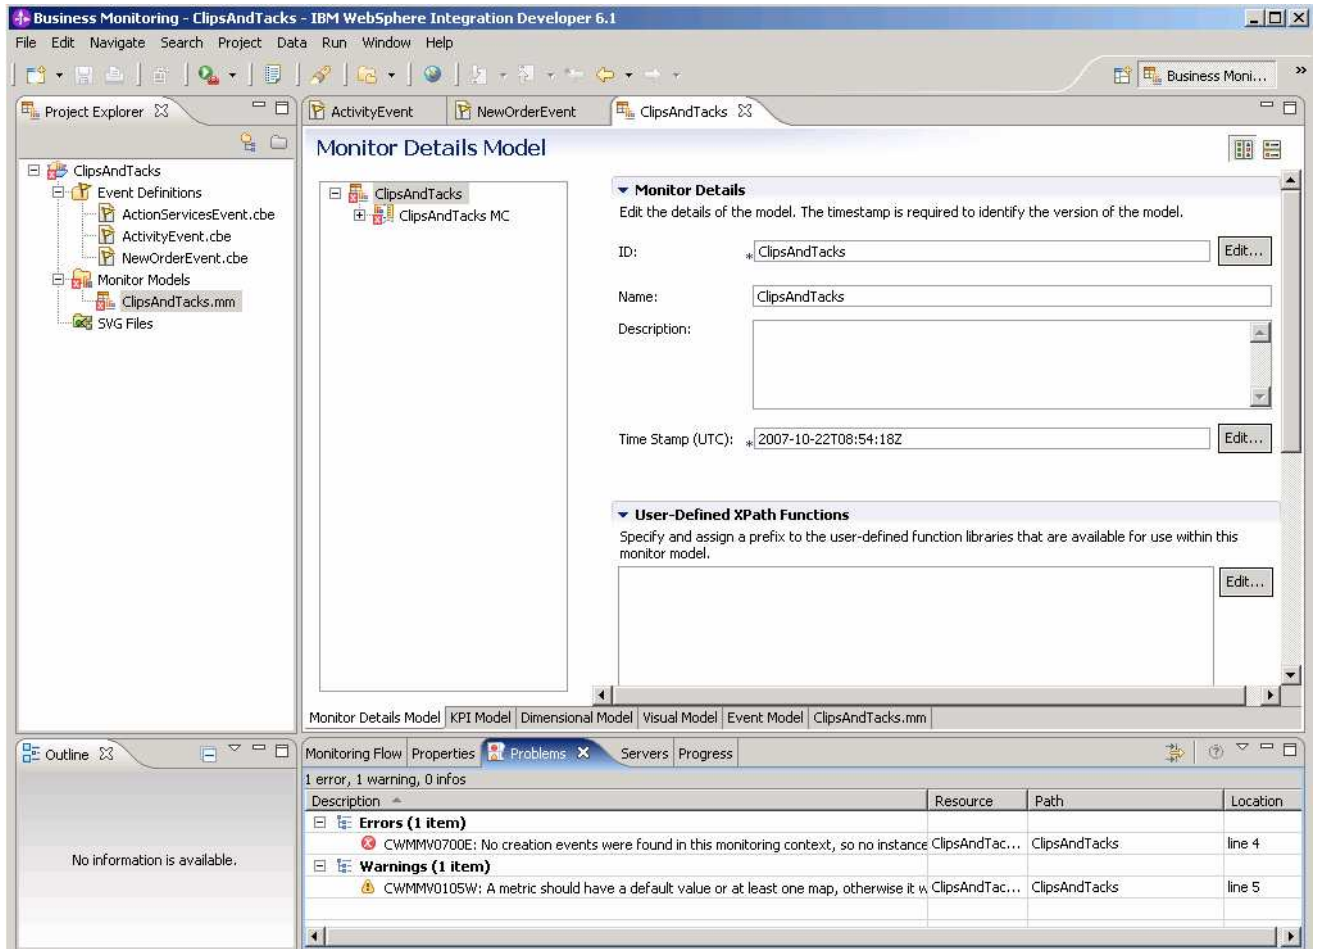 Business Monitoring - ClipsAndTacks - IBM WebSphere Integration Developer 6.1
File Edit Navigate Search Project Data Run Window Help
Business Moni...
Project Explorer
ClipsAndTacks
Event Definitions
ActionServicesEvent.cbe
ActivityEvent.cbe
NewOrderEvent.cbe
Monitor Models
ClipsAndTacks.mm
SVG Files
ActivityEvent NewOrderEvent ClipsAndTacks
Monitor Details Model
ClipsAndTacks
ClipsAndTacks MC
Monitor Details
Edit the details of the model. The timestamp is required to identify the version of the model.
ID: * ClipsAndTacks Edit...
Name: ClipsAndTacks
Description:
Time Stamp (UTC): * 2007-10-22T08:54:18Z Edit...
User-Defined XPath Functions
Specify and assign a prefix to the user-defined function libraries that are available for use within this
monitor model.
Edit...
Monitor Details Model KPI Model Dimensional Model Visual Model Event Model ClipsAndTacks.mm
Outline
No information is available.
Monitoring Flow Properties Problems Servers Progress
1 error, 1 warning, 0 infos
Description Resource Path Location
Errors (1 item)
CWMMV0700E: No creation events were found in this monitoring context, so no instance ClipsAndTac... ClipsAndTacks line 4
Warnings (1 item)
CWMMV0105W: A metric should have a default value or at least one map, otherwise it w ClipsAndTac... ClipsAndTacks line 5